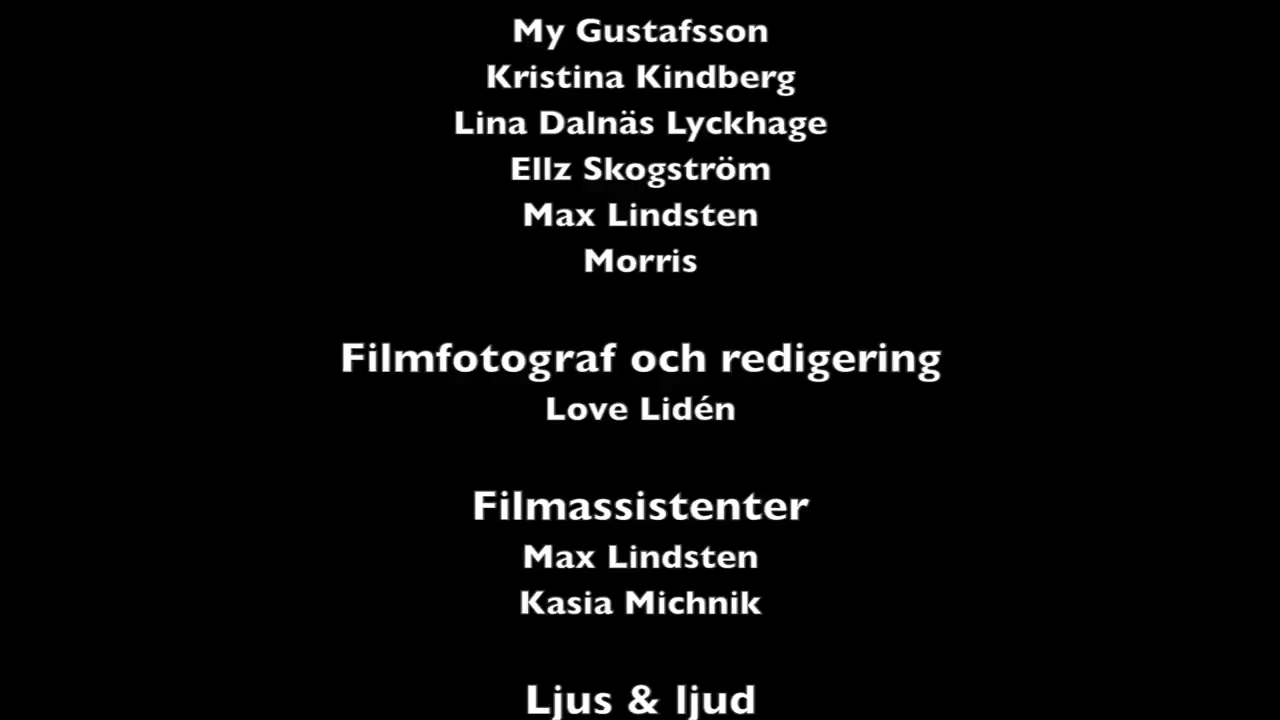 My Gustafsson
Kristina Kindberg
Lina Dalnäs Lyckhage
Ellz Skogström
Max Lindsten
Morris
Filmfotograf och redigering
Love Lidén
Filmassistenter
Max Lindsten
Kasia Michnik
Ljus & ljud